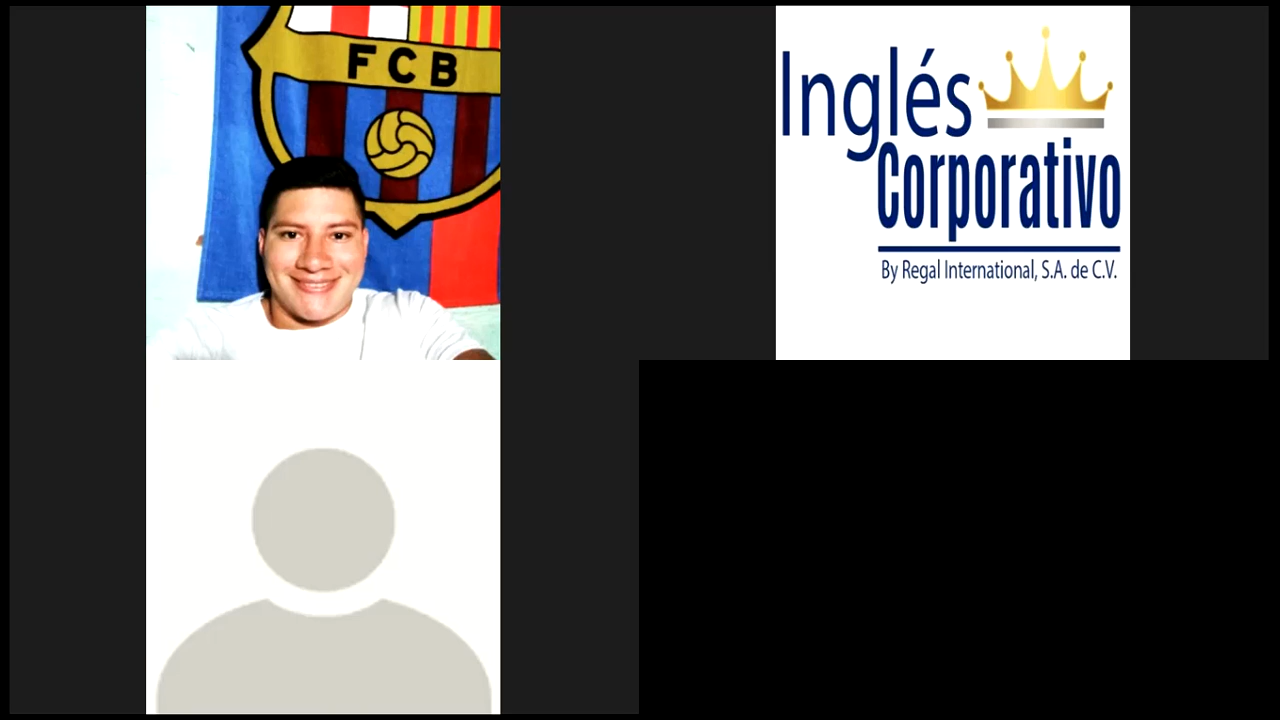 FCB
Inglés
Corporativo
By Regal International, S.A. de C.V.